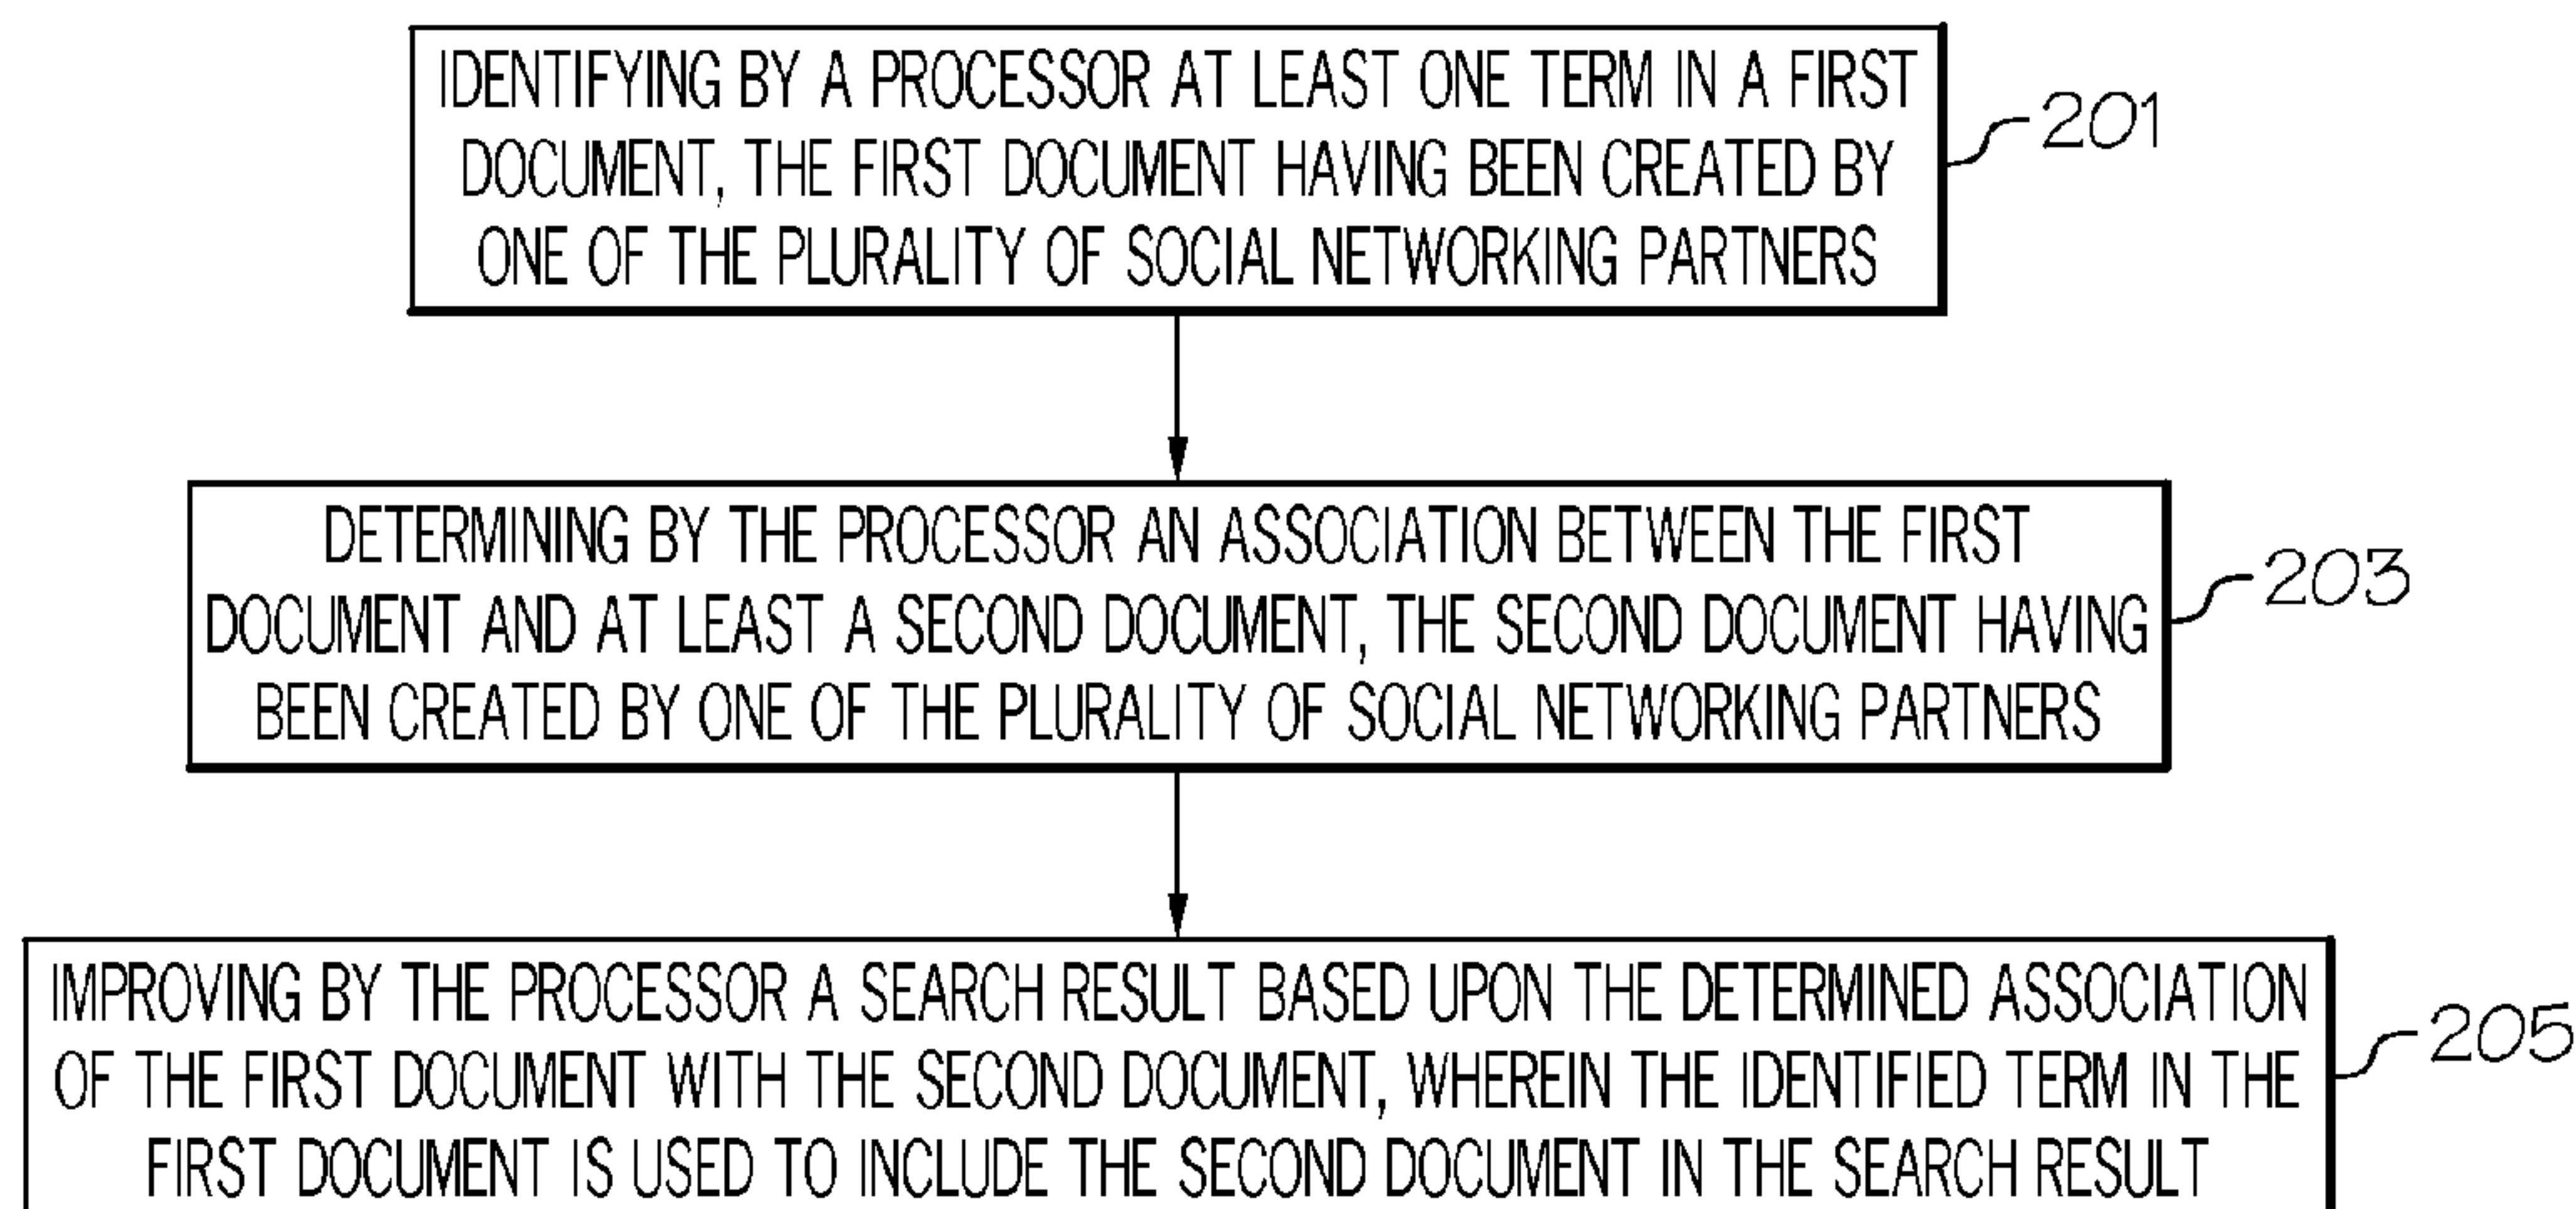 IDENTIFYING BY A PROCESSOR AT LEAST ONE TERM IN A FIRST
DOCUMENT, THE FIRST DOCUMENT HAVING BEEN CREATED BY
ONE OF THE PLURALITY OF SOCIAL NETWORKING PARTNERS
201
DETERMINING BY THE PROCESSOR AN ASSOCIATION BETWEEN THE FIRST
DOCUMENT AND AT LEAST A SECOND DOCUMENT, THE SECOND DOCUMENT HAVING
BEEN CREATED BY ONE OF THE PLURALITY OF SOCIAL NETWORKING PARTNERS
203
IMPROVING BY THE PROCESSOR A SEARCH RESULT BASED UPON THE DETERMINED ASSOCIATION
OF THE FIRST DOCUMENT WITH THE SECOND DOCUMENT, WHEREIN THE IDENTIFIED TERM IN THE
FIRST DOCUMENT IS USED TO INCLUDE THE SECOND DOCUMENT IN THE SEARCH RESULT
205